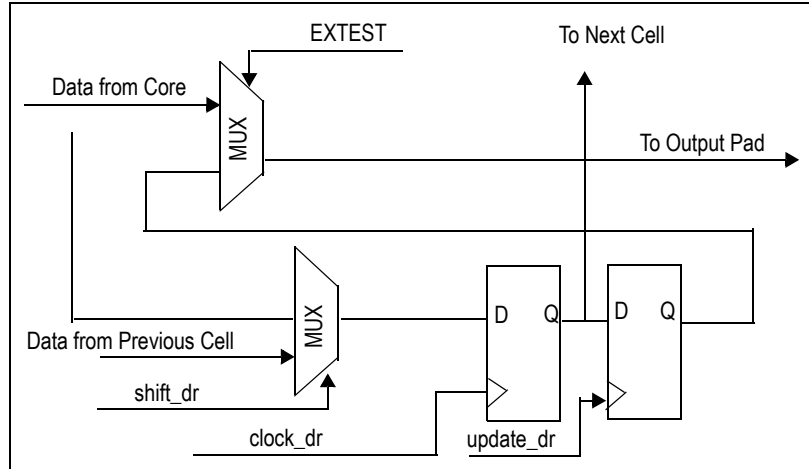 EXTEST
To Next Cell
Data from Core
MUX
To Output Pad
D
Q
D
Q
MUX
Data from Previous Cell
shift_dr
clock_dr
update_dr